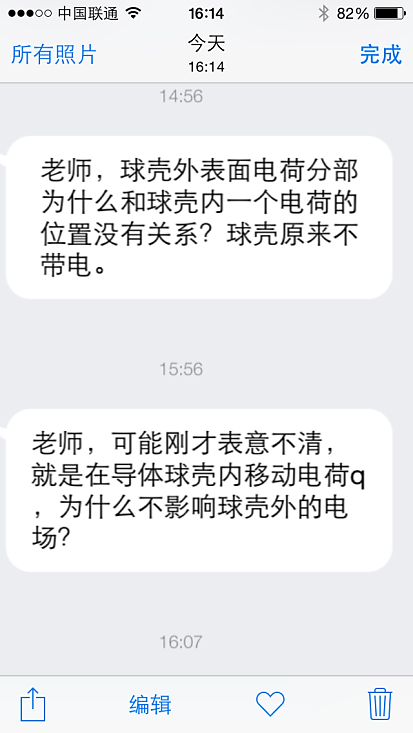 中国联通 16:14 82%
所有照片 今天 完成
16:14
14:56
老师，球壳外表面电荷分部
为什么和球壳内一个电荷的
位置没有关系？球壳原来不
带电。
15:56
老师，可能刚才表意不清，
就是在导体球壳内移动电荷q
，为什么不影响球壳外的电
场？
16:07
编辑